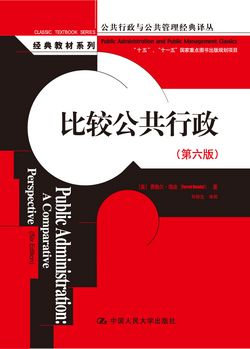 CLASSIC TEXTBOOK SERIES
经典教材系列
公共行政与公共管理经典译丛
Public Administration and Public Management Classics
“十五”、“十一五”国家重点图书出版规划项目
比较公共行政
(第六版)
Public Administration:
A Comparative
Perspective
(6e Edition)
[美] 费勒尔·海迪 (Ferrel Heady) 著
中国人民大学出版社